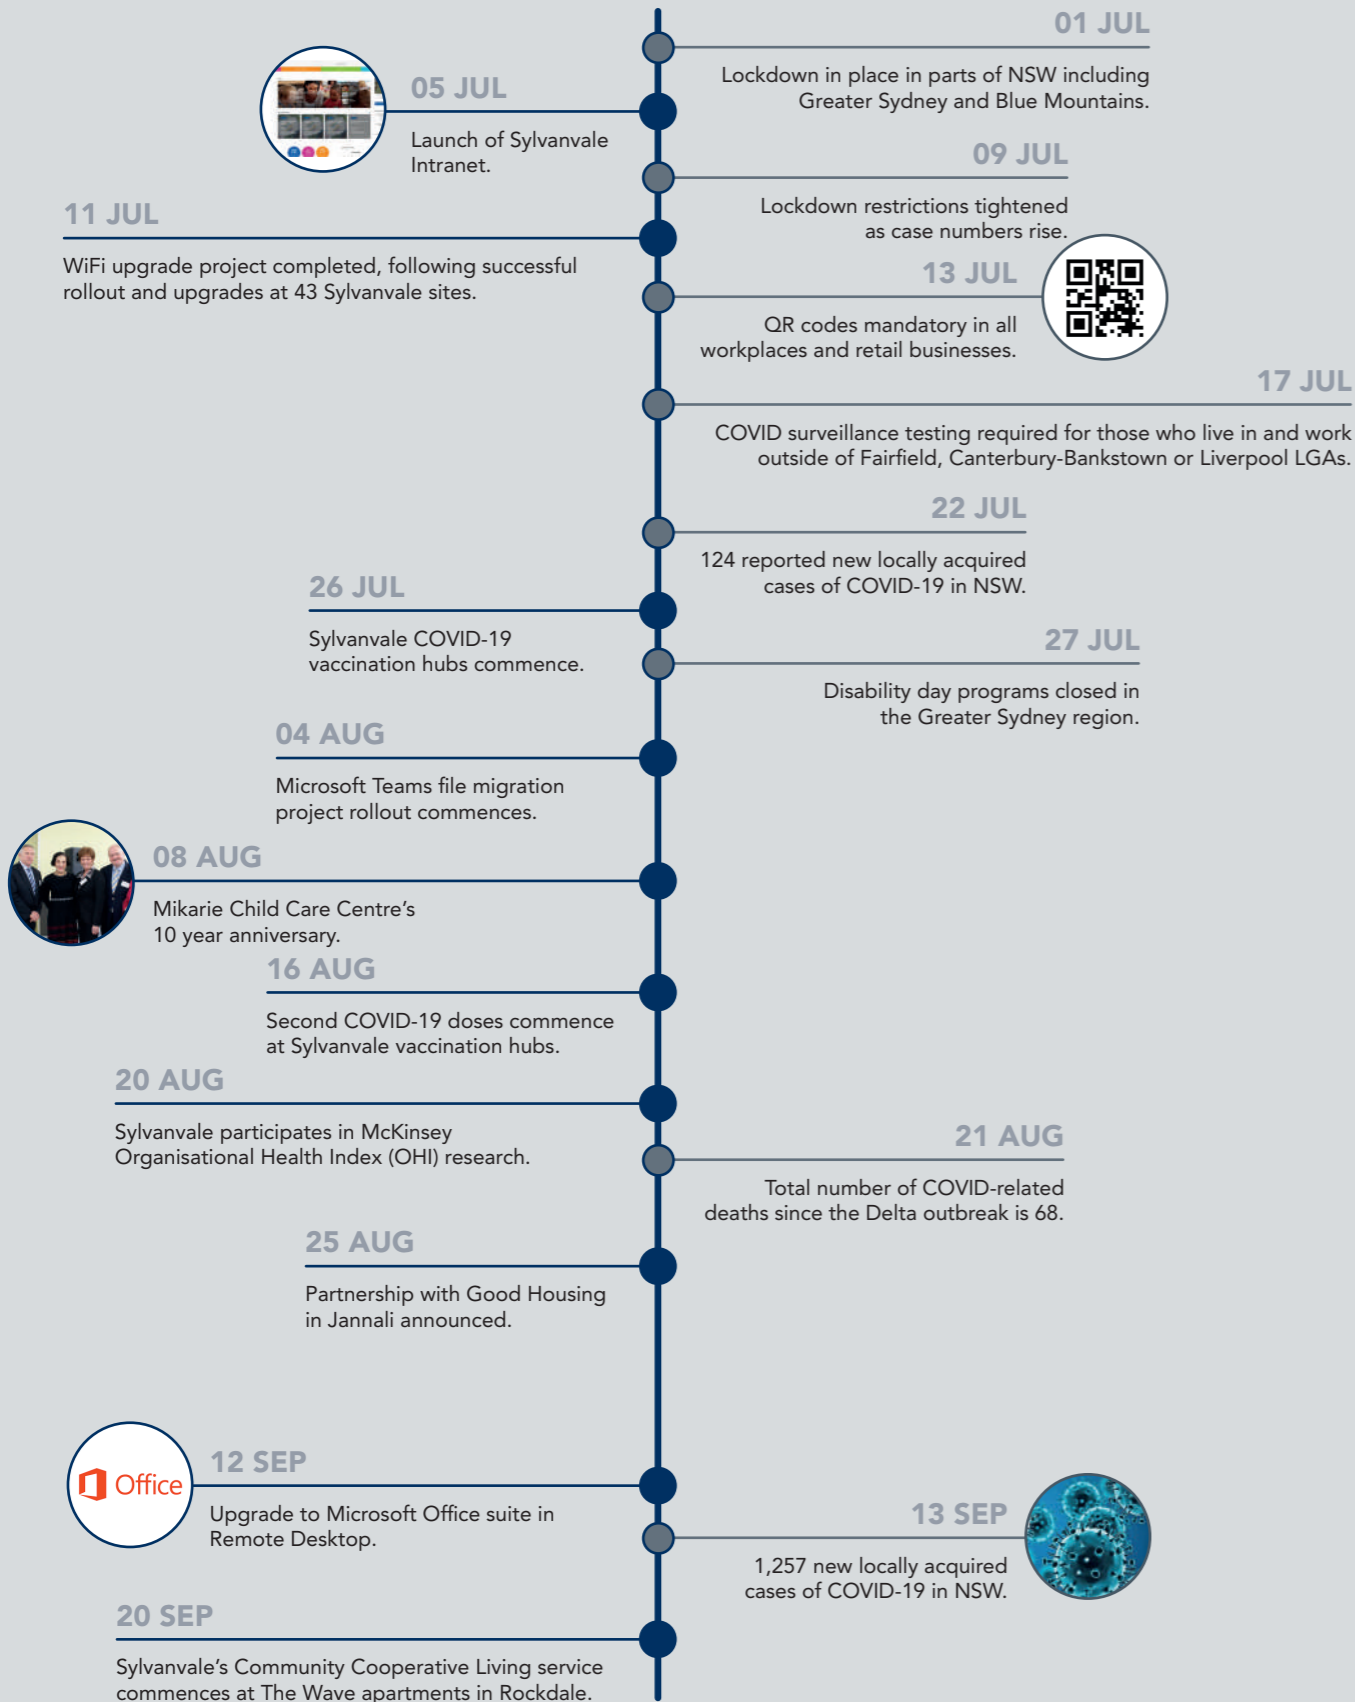 01 JUL
Lockdown in place in parts of NSW including
Greater Sydney and Blue Mountains.
05 JUL
Launch of Sylvanvale
Intranet.
09 JUL
Lockdown restrictions tightened
as case numbers rise.
11 JUL
WiFi upgrade project completed, following successful
rollout and upgrades at 43 Sylvanvale sites.
13 JUL
QR codes mandatory in all
workplaces and retail businesses.
17 JUL
COVID surveillance testing required for those who live in and work
outside of Fairfield, Canterbury-Bankstown or Liverpool LGAs.
22 JUL
124 reported new locally acquired
cases of COVID-19 in NSW.
26 JUL
Sylvanvale COVID-19
vaccination hubs commence.
27 JUL
Disability day programs closed in
the Greater Sydney region.
04 AUG
Microsoft Teams file migration
project rollout commences.
08 AUG
Mikarie Child Care Centre's
10 year anniversary.
16 AUG
Second COVID-19 doses commence
at Sylvanvale vaccination hubs.
20 AUG
Sylvanvale participates in McKinsey
Organisational Health Index (OHI) research.
21 AUG
Total number of COVID-related
deaths since the Delta outbreak is 68.
25 AUG
Partnership with Good Housing
in Jannali announced.
12 SEP
Office
Upgrade to Microsoft Office suite in
Remote Desktop.
13 SEP
1,257 new locally acquired
cases of COVID-19 in NSW.
20 SEP
Sylvanvale's Community Cooperative Living service
commences at The Wave apartments in Rockdale.